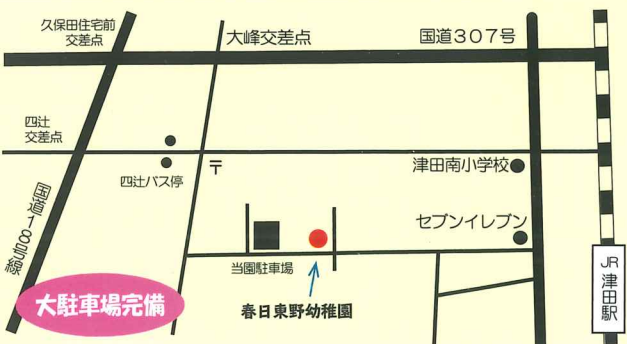 久保田住宅前
交差点
大峰交差点
国道307号
四辻
交差点
四辻バス停
〒
津田南小学校
国道18号線
セブンイレブン
当園駐車場
JR
津田駅
大駐車場完備
春日東野幼稚園